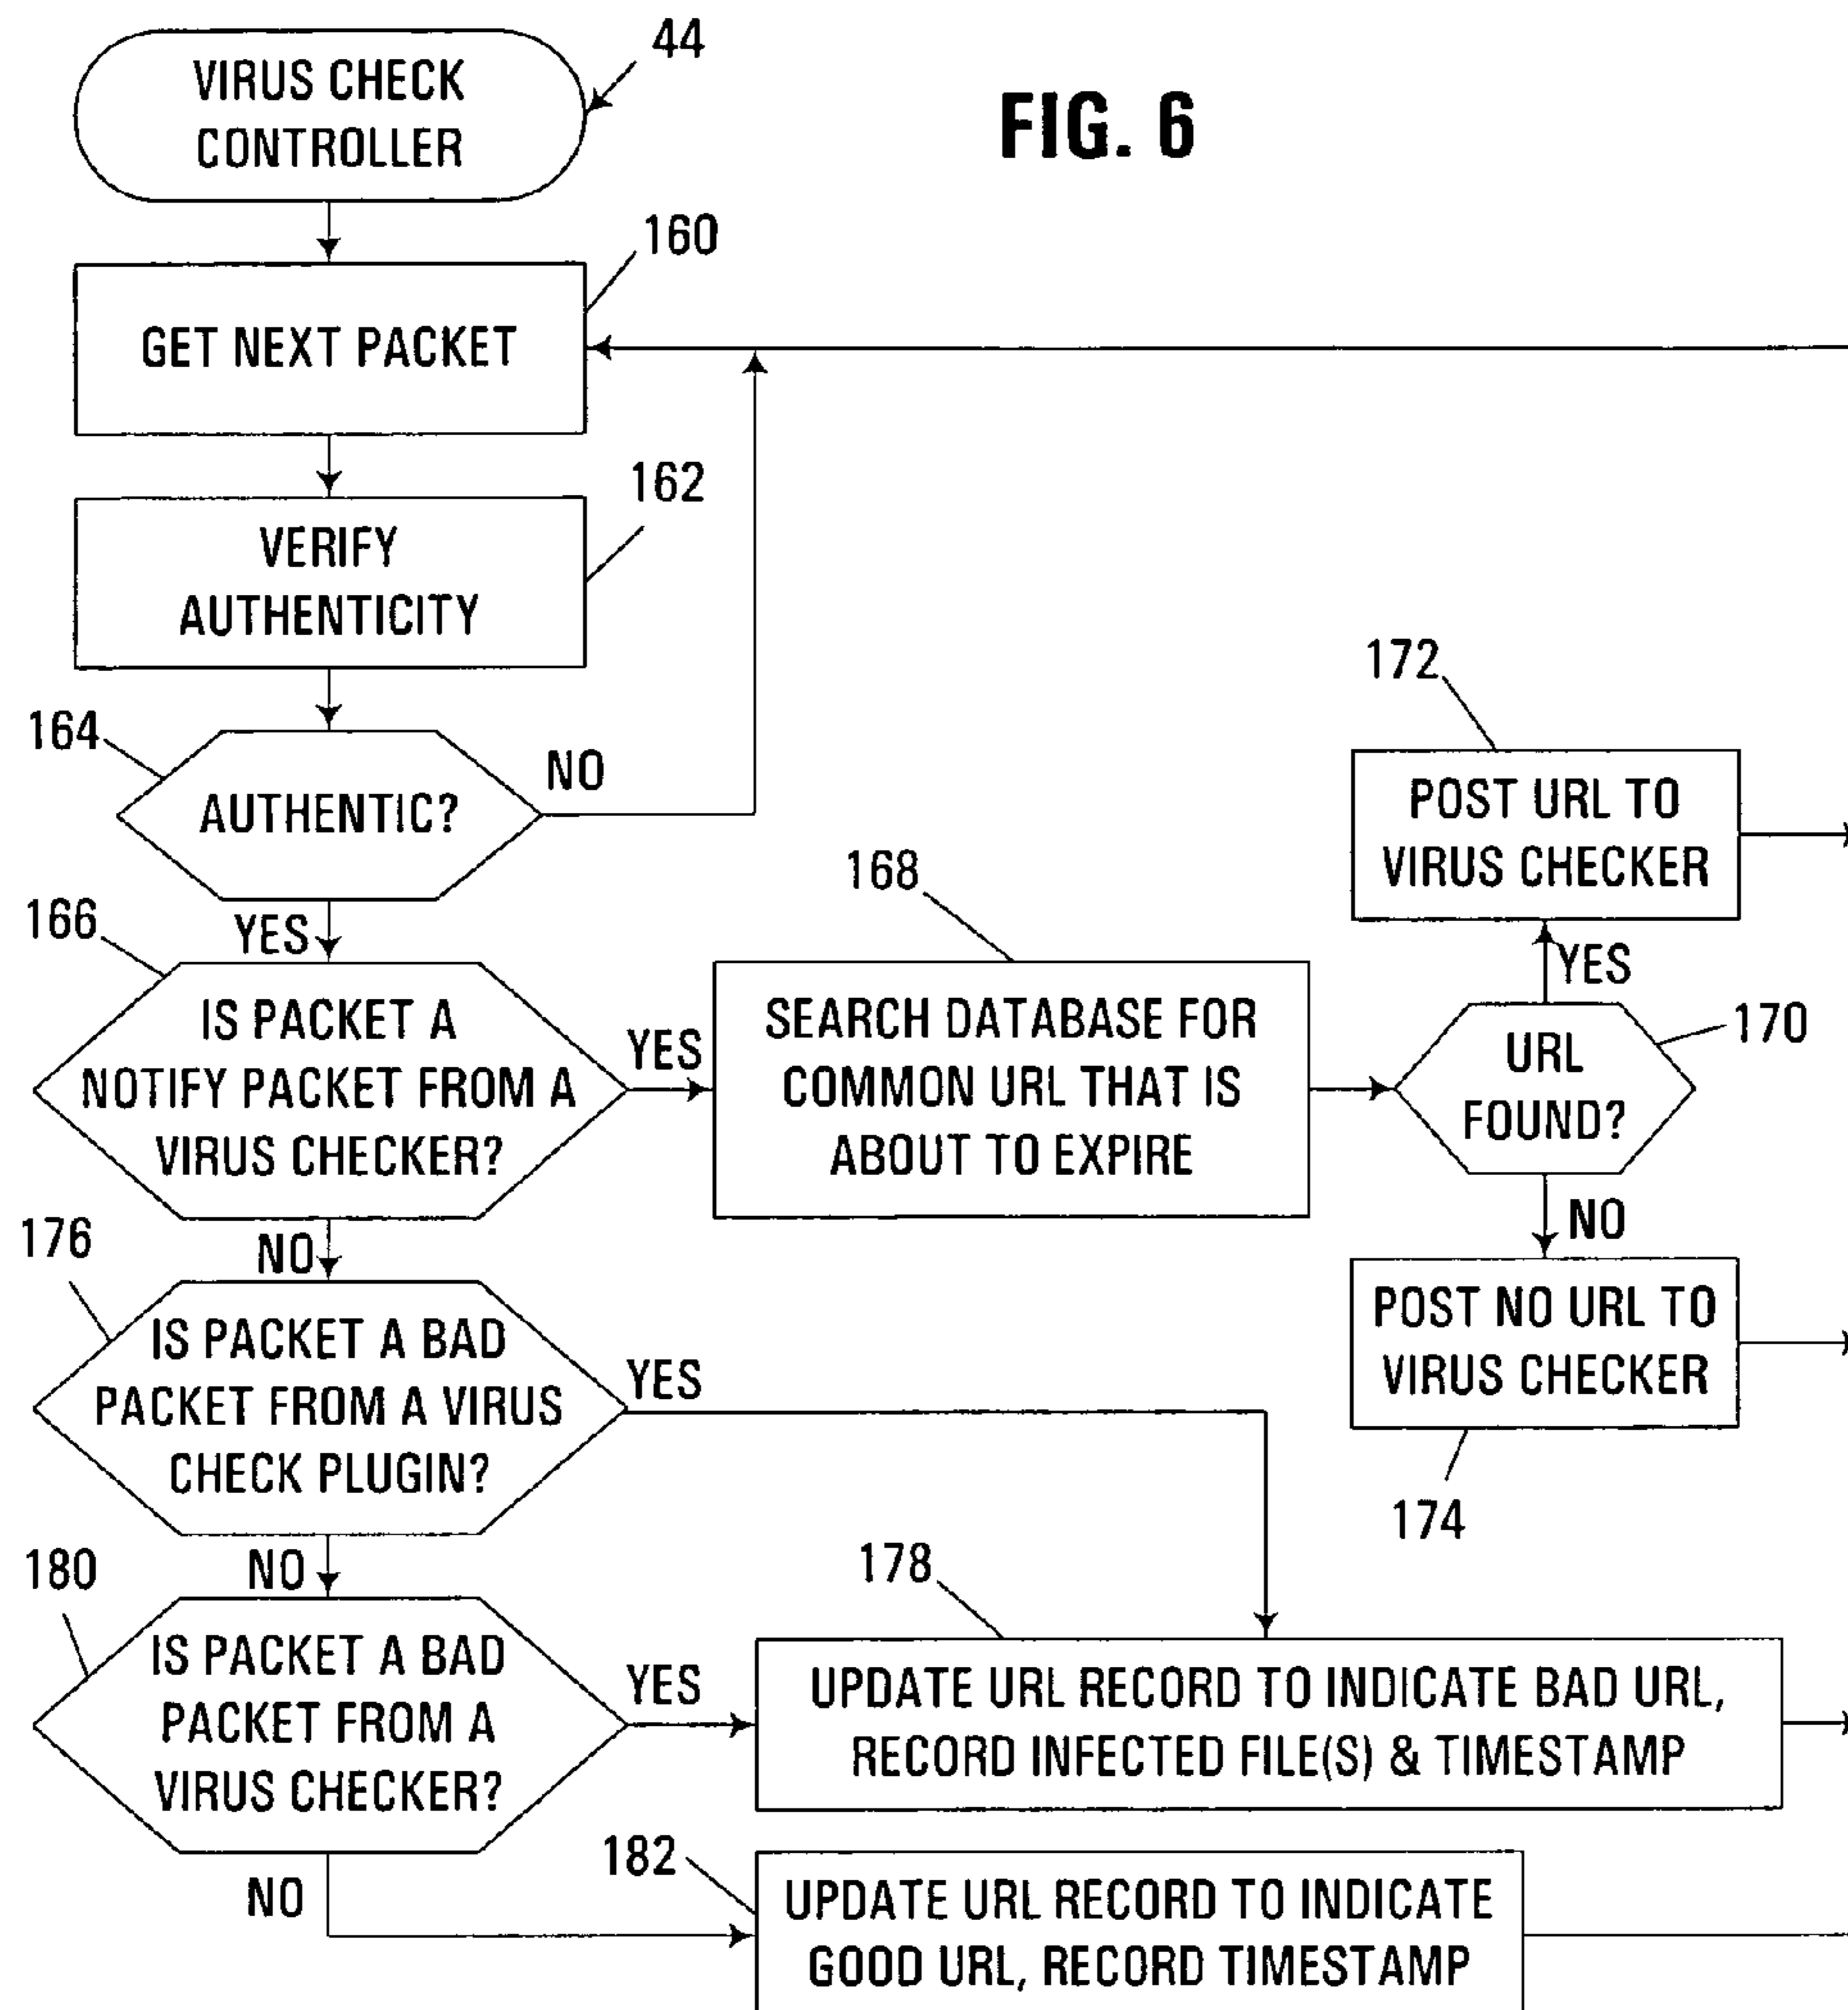 VIRUS CHECK
CONTROLLER
44
FIG. 6
160
GET NEXT PACKET
162
VERIFY
AUTHENTICITY
164
AUTHENTIC?
NO
YES
166
IS PACKET A
NOTIFY PACKET FROM A
VIRUS CHECKER?
YES
168
SEARCH DATABASE FOR
COMMON URL THAT IS
ABOUT TO EXPIRE
170
URL
FOUND?
YES
172
POST URL TO
VIRUS CHECKER
NO
POST NO URL TO
VIRUS CHECKER
174
NO
176
IS PACKET A BAD
PACKET FROM A VIRUS
CHECK PLUGIN?
YES
NO
180
IS PACKET A BAD
PACKET FROM A
VIRUS CHECKER?
YES
178
UPDATE URL RECORD TO INDICATE BAD URL,
RECORD INFECTED FILE(S) & TIMESTAMP
NO
182
UPDATE URL RECORD TO INDICATE
GOOD URL, RECORD TIMESTAMP